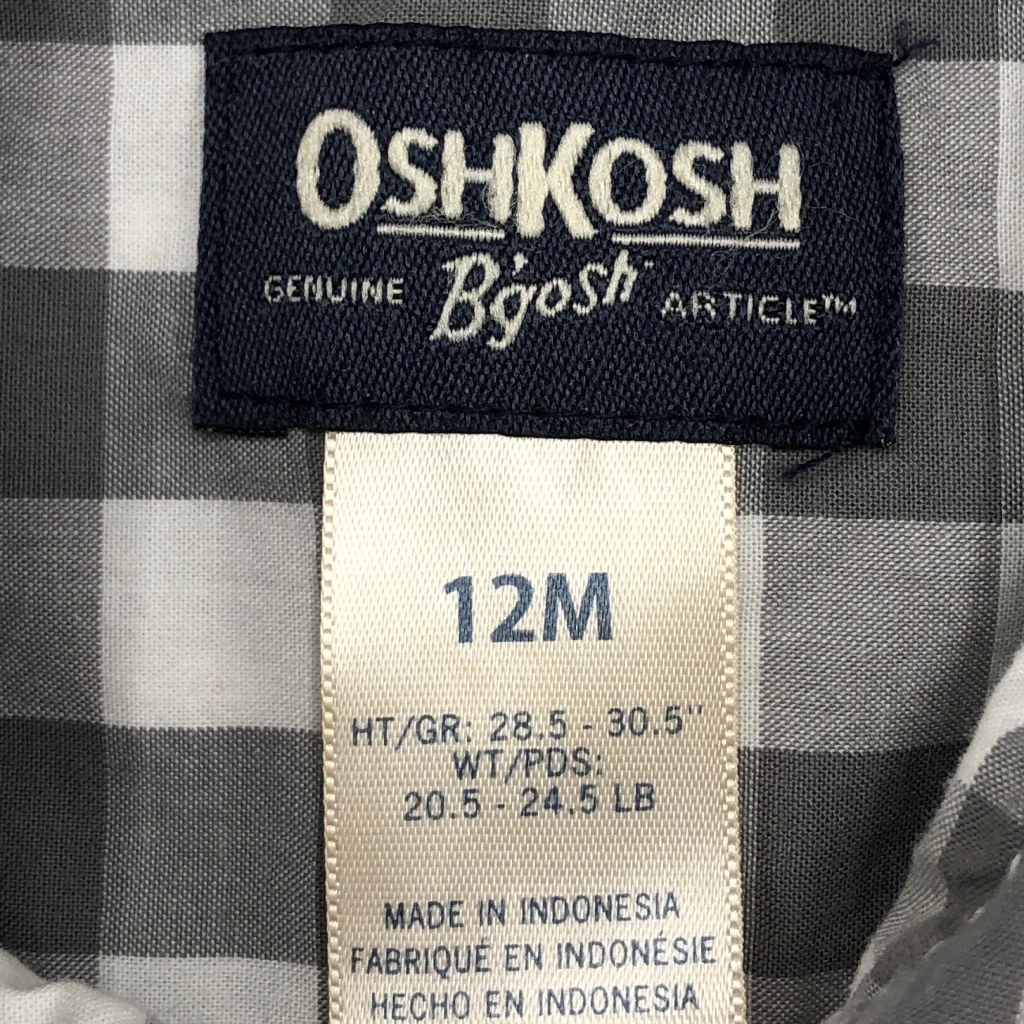 OSHKOSH
GENUINE B'gosh™ ARTICLE™
12M
HT/GR: 28.5 - 30.5"
WT/PDS:
20.5 - 24.5 LB
MADE IN INDONESIA
FABRIQUÉ EN INDONÉSIE
HECHO EN INDONESIA